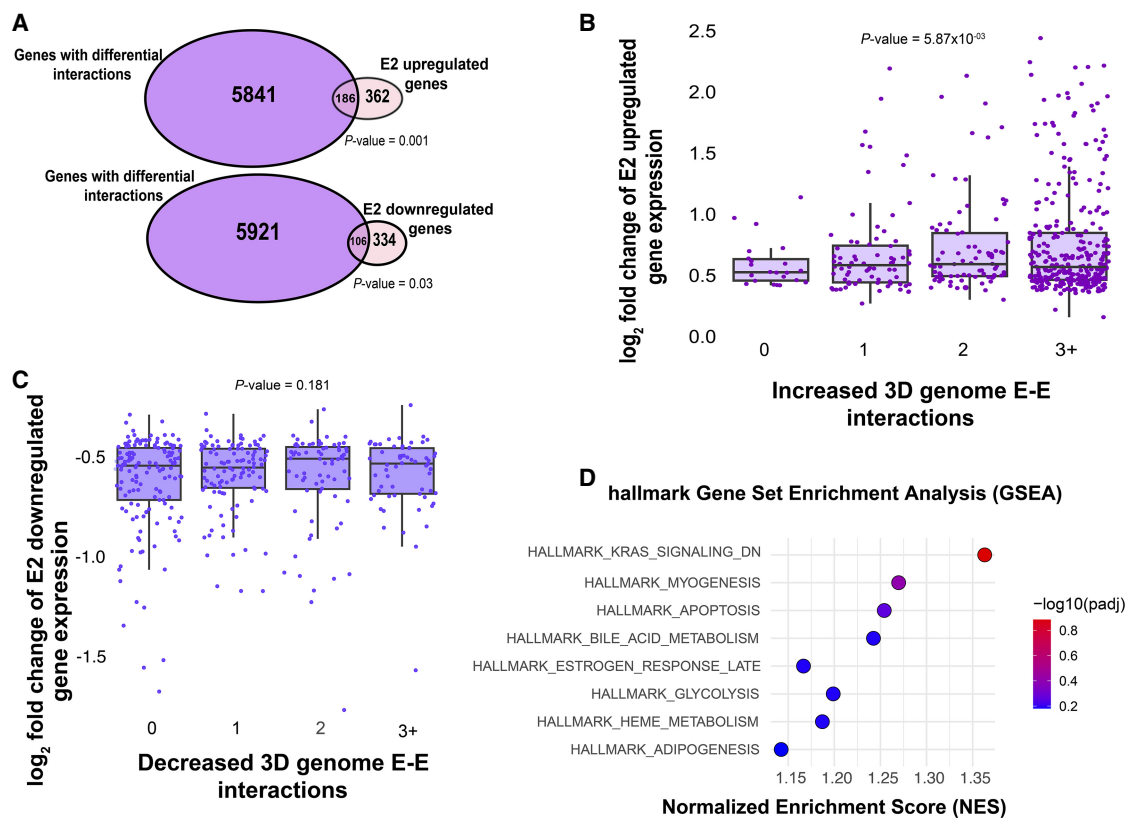 A
Genes with differential
interactions
E2 upregulated
genes
5841
186
362
P-value = 0.001
Genes with differential
interactions
E2 downregulated
genes
5921
106
334
P-value = 0.03
B
log2 fold change of E2 upregulated
gene expression
P-value = 5.87x10-03
2.5
2.0
1.5
1.0
0.5
0.0
0 1 2 3+
Increased 3D genome E-E
interactions
C
log2 fold change of E2 downregulated
gene expression
P-value = 0.181
-0.5
-1.0
-1.5
0 1 2 3+
Decreased 3D genome E-E
interactions
D
hallmark Gene Set Enrichment Analysis (GSEA)
HALLMARK_KRAS_SIGNALING_DN
HALLMARK_MYOGENESIS
HALLMARK_APOPTOSIS
HALLMARK_BILE_ACID_METABOLISM
HALLMARK_ESTROGEN_RESPONSE_LATE
HALLMARK_GLYCOLYSIS
HALLMARK_HEME_METABOLISM
HALLMARK_ADIPOGENESIS
1.15 1.20 1.25 1.30 1.35
Normalized Enrichment Score (NES)
−log10(padj)
0.8
0.6
0.4
0.2